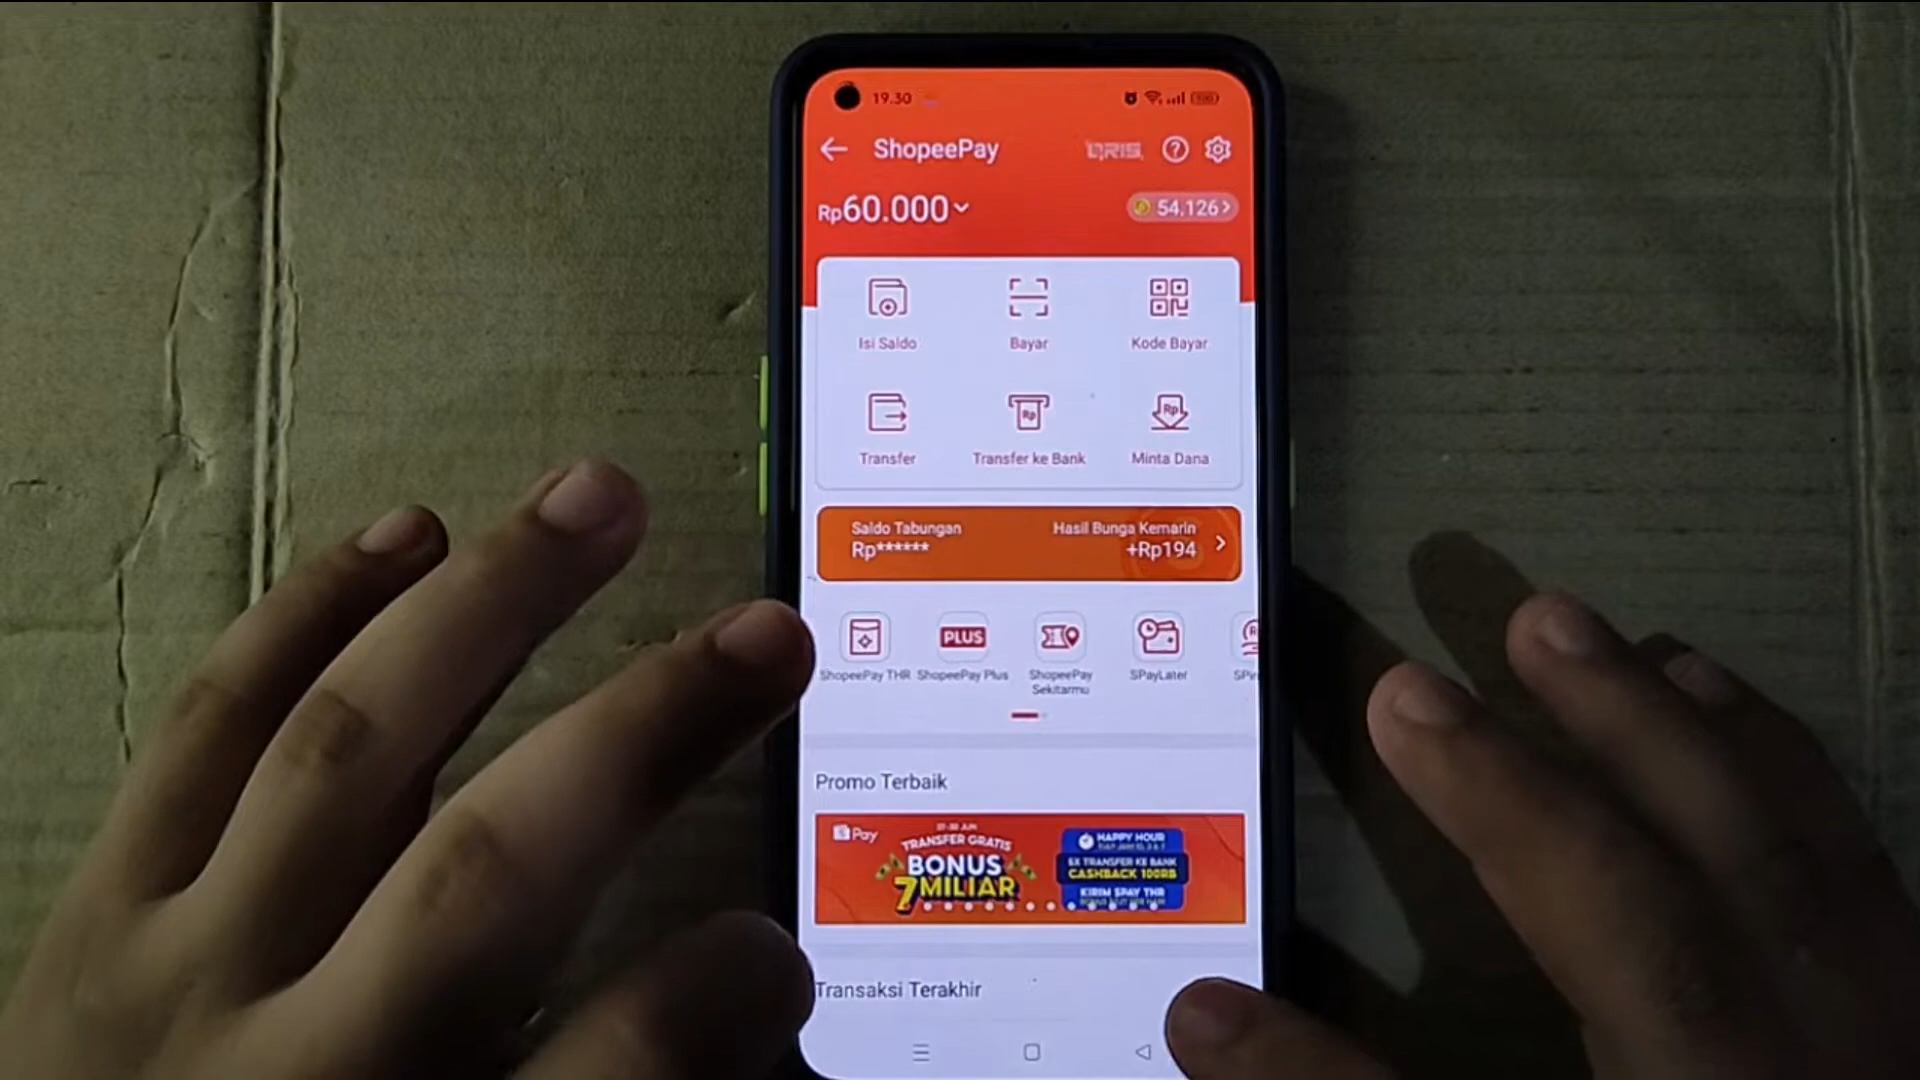 19.30
ShopeePay
QRIS
Rp60.000
54.126
Isi Saldo
Bayar
Kode Bayar
Transfer
Transfer ke Bank
Minta Dana
Saldo Tabungan
Hasil Bunga Kemarin
Rp******
+Rp194
PLUS
ShopeePay THR
ShopeePay Plus
ShopeePay
Sekitarmu
SPayLater
Promo Terbaik
Pay
TRANSFER GRATIS
BONUS
7 MILIAR
HAPPY HOUR
5X TRANSFER KE BANK
CASHBACK 100RB
KIRIM SPAY THR
Transaksi Terakhir